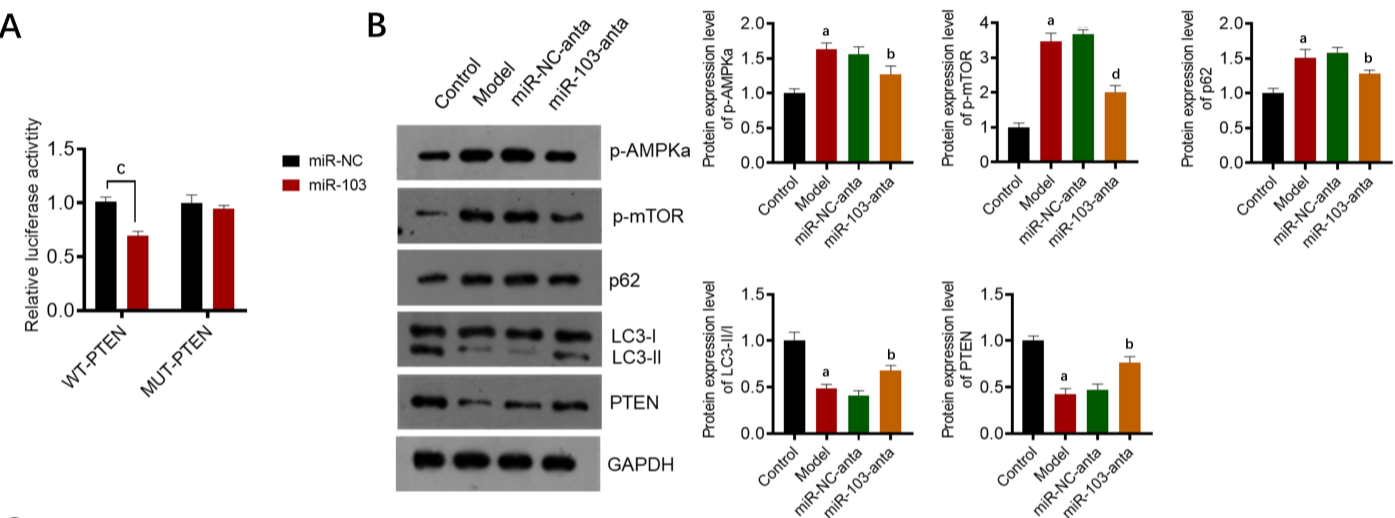 A
Relative luciferase activtity
1.5
1.0
0.5
0.0
c
WT-PTEN
MUT-PTEN
miR-NC
miR-103
B
Control
Model
miR-NC-anta
miR-103-anta
p-AMPKa
p-mTOR
p62
LC3-I
LC3-II
PTEN
GAPDH
Protein expression level
of p-AMPKa
2.0
1.5
1.0
0.5
0.0
a
b
Control
Model
miR-NC-anta
miR-103-anta
Protein expression level
of p-mTOR
4
3
2
1
0
a
d
Control
Model
miR-NC-anta
miR-103-anta
Protein expression level
of p62
2.0
1.5
1.0
0.5
0.0
a
b
Control
Model
miR-NC-anta
miR-103-anta
Protein expression level
of LC3-II/I
1.5
1.0
0.5
0.0
a
b
Control
Model
miR-NC-anta
miR-103-anta
Protein expression level
of PTEN
1.5
1.0
0.5
0.0
a
b
Control
Model
miR-NC-anta
miR-103-anta